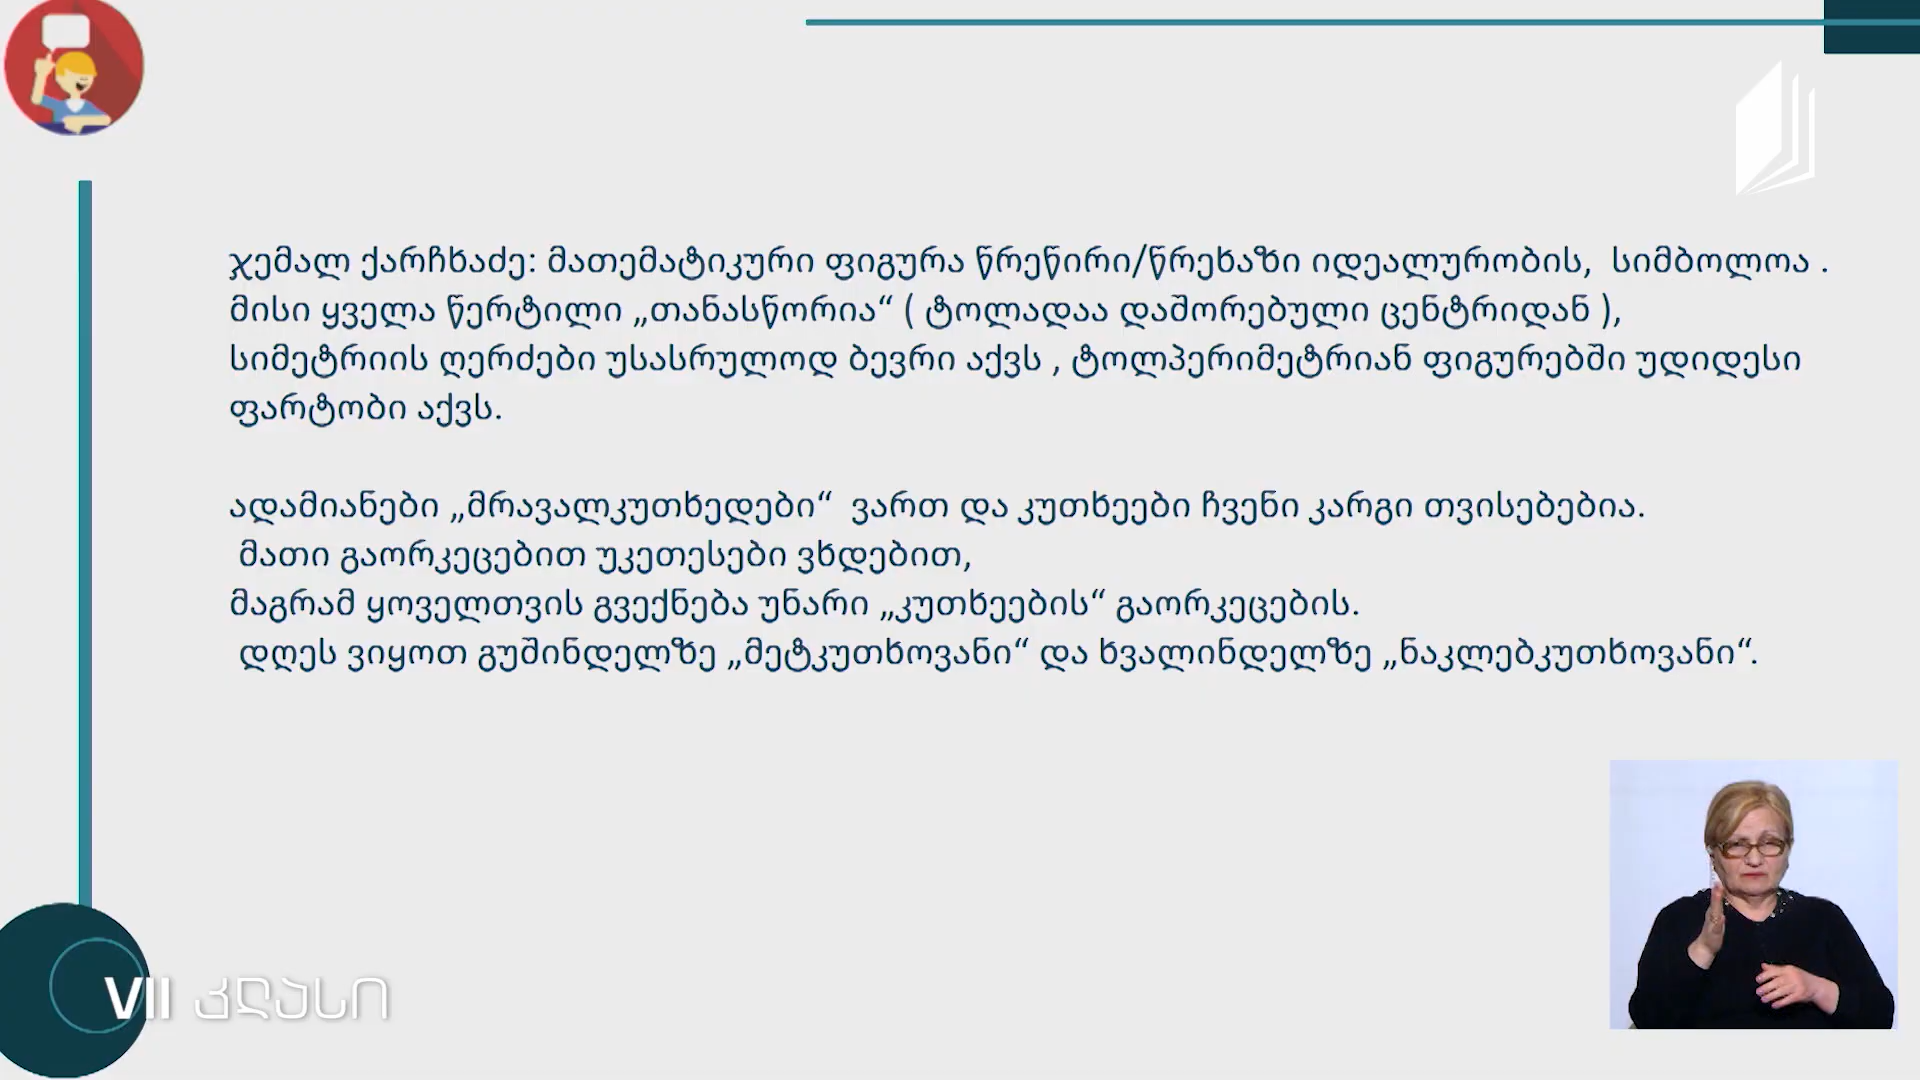 ჯემალ ქარჩხაძე: მათემატიკური ფიგურა წრეწირი/წრეხაზი იდეალურობის,  სიმბოლოა .
მისი ყველა წერტილი „თანასწორია“ ( ტოლადაა დაშორებული ცენტრიდან ),
სიმეტრიის ღერძები უსასრულოდ ბევრი აქვს , ტოლპერიმეტრიან ფიგურებში უდიდესი
ფარტობი აქვს.
ადამიანები „მრავალკუთხედები“  ვართ და კუთხეები ჩვენი კარგი თვისებებია.
მათი გაორკეცებით უკეთესები ვხდებით,
მაგრამ ყოველთვის გვექნება უნარი „კუთხეების“ გაორკეცების.
დღეს ვიყოთ გუშინდელზე „მეტკუთხოვანი“ და ხვალინდელზე „ნაკლებკუთხოვანი“.
VII კლასი